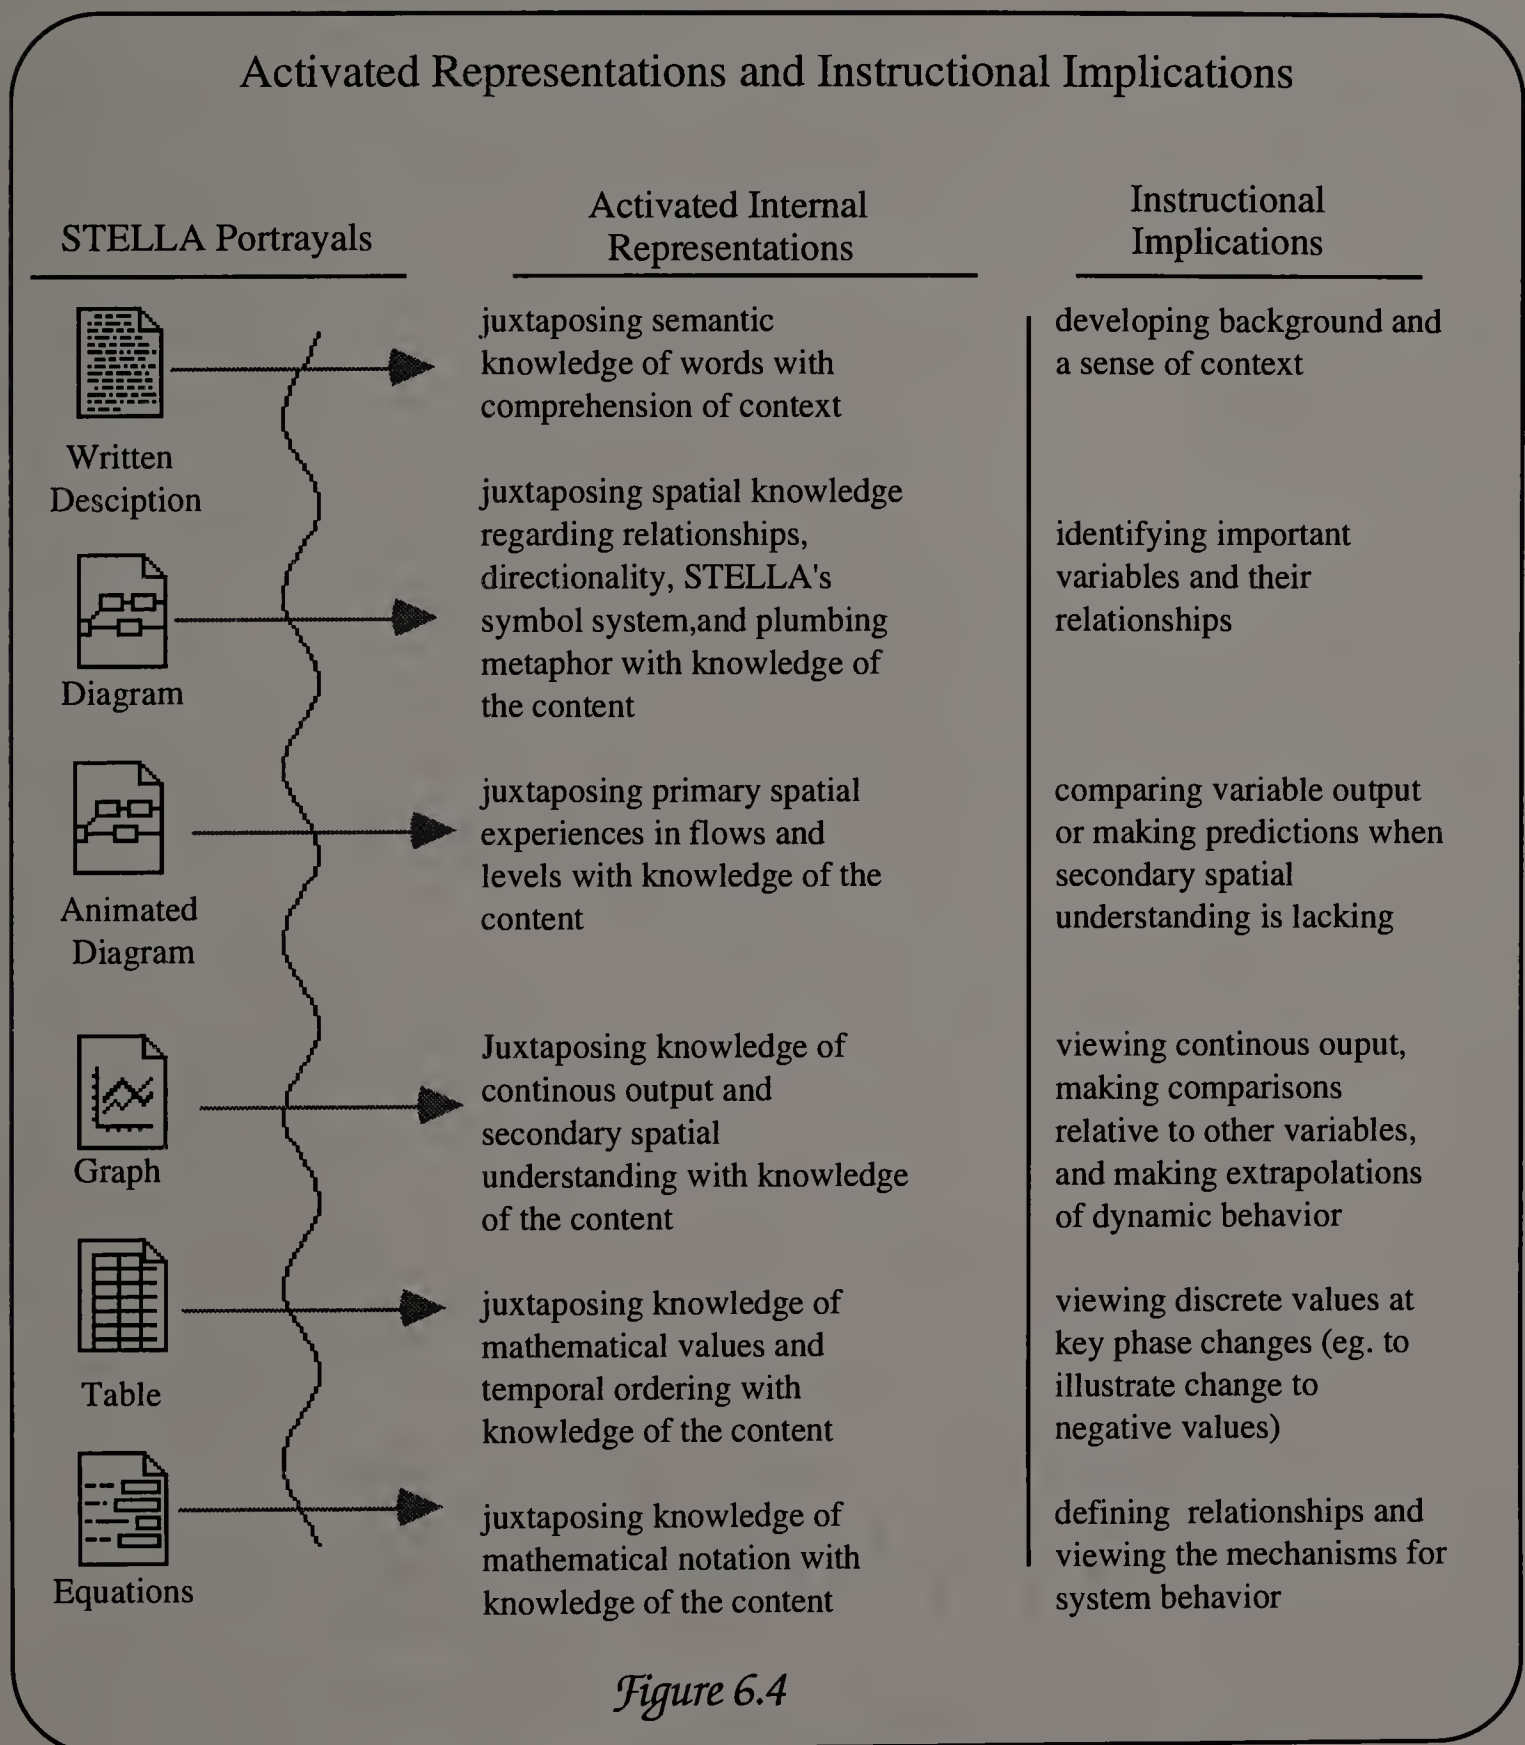 Activated Representations and Instructional Implications
STELLA Portrayals
Activated Internal
Representations
Instructional
Implications
Written
Desciption
juxtaposing semantic
knowledge of words with
comprehension of context
developing background and
a sense of context
Diagram
juxtaposing spatial knowledge
regarding relationships,
directionality, STELLA's
symbol system,and plumbing
metaphor with knowledge of
the content
identifying important
variables and their
relationships
Animated
Diagram
juxtaposing primary spatial
experiences in flows and
levels with knowledge of the
content
comparing variable output
or making predictions when
secondary spatial
understanding is lacking
Graph
Juxtaposing knowledge of
continous output and
secondary spatial
understanding with knowledge
of the content
viewing continous ouput,
making comparisons
relative to other variables,
and making extrapolations
of dynamic behavior
Table
juxtaposing knowledge of
mathematical values and
temporal ordering with
knowledge of the content
viewing discrete values at
key phase changes (eg. to
illustrate change to
negative values)
Equations
juxtaposing knowledge of
mathematical notation with
knowledge of the content
defining relationships and
viewing the mechanisms for
system behavior
Figure 6.4